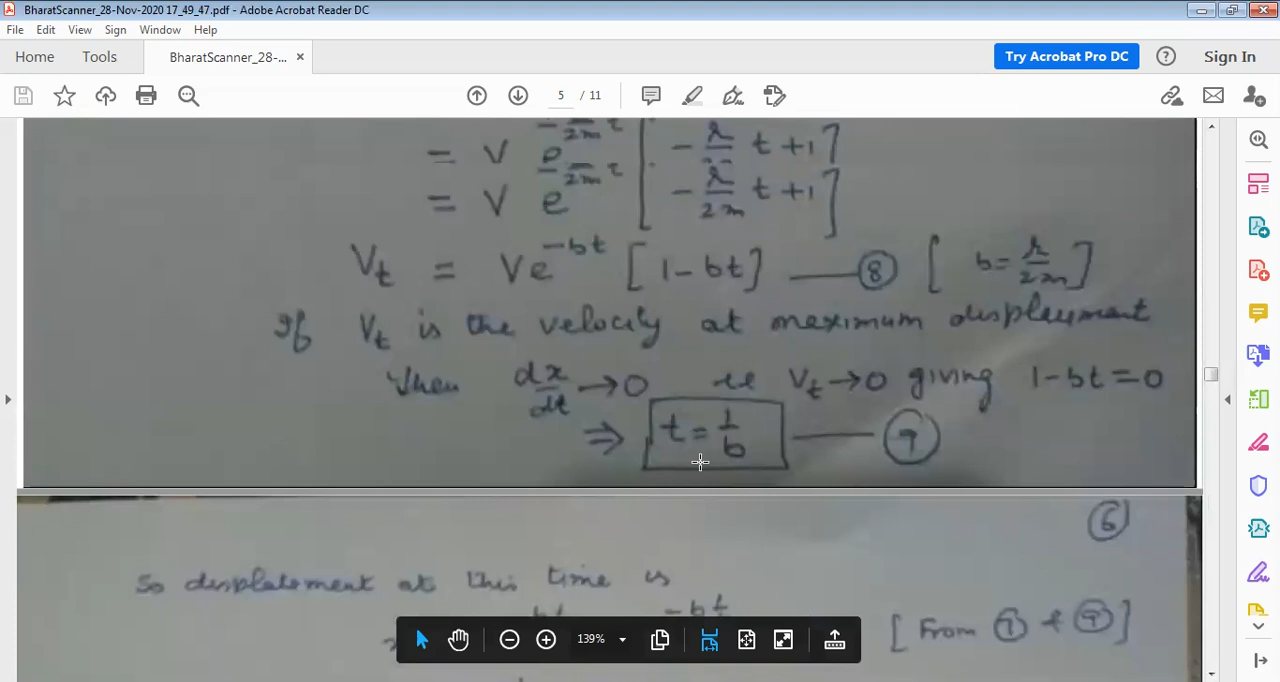 BharatScanner_28-Nov-2020 17_49_47.pdf - Adobe Acrobat Reader DC
File Edit View Sign Window Help
Home Tools BharatScanner_28-... × Try Acrobat Pro DC Sign In
5 / 11
= V e [ - r/2m t + 1 ]
= V e^{-r/2m t} [ - r/2m t + 1 ]
V_t = Ve^{-bt} [ 1 - bt ] —— ⑧ [ b = r/2m ]
If V_t is the velocity at maximum displacement
then dx/dt → 0 ie V_t → 0 giving 1 - bt = 0
⇒ t = 1/b —— ⑨
⑥
So displacement at this time is
[ From ⑦ & ⑨ ]
139%